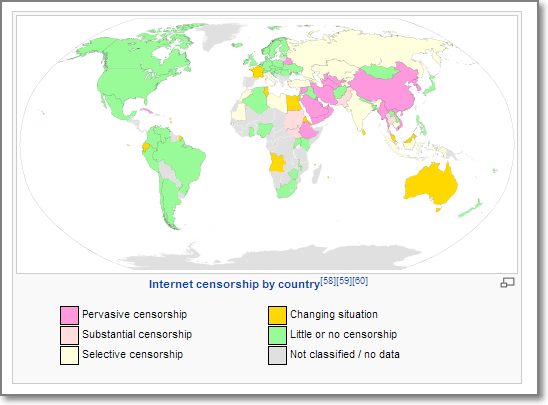 Internet censorship by country[58][59][60]
Pervasive censorship
Substantial censorship
Selective censorship
Changing situation
Little or no censorship
Not classified / no data